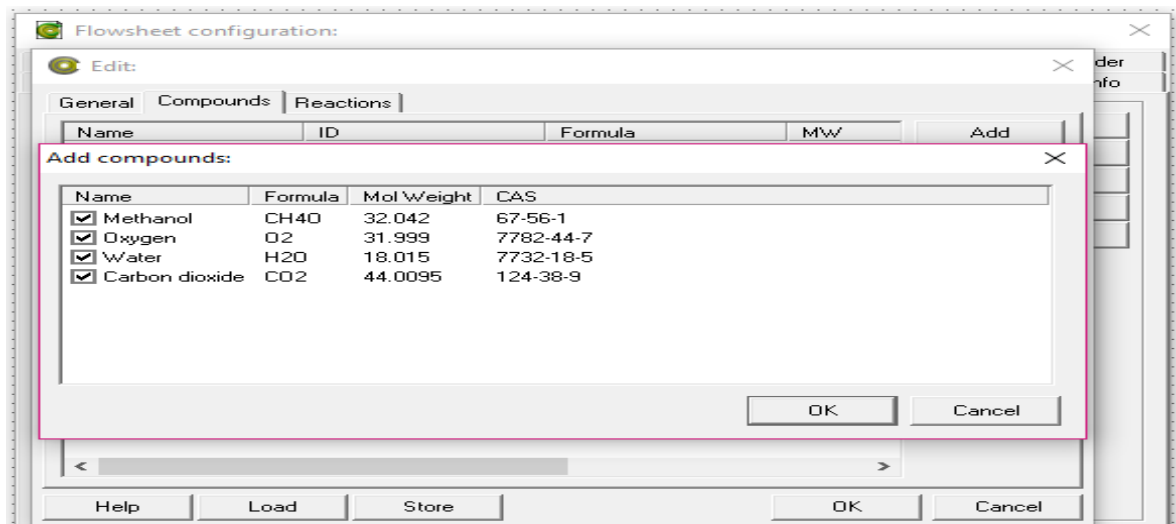 Flowsheet configuration:
Edit:
der
nfo
General Compounds Reactions
Name ID Formula MW Add
Add compounds:
Name Formula Mol Weight CAS
Methanol CH4O 32.042 67-56-1
Oxygen O2 31.999 7782-44-7
Water H2O 18.015 7732-18-5
Carbon dioxide CO2 44.0095 124-38-9
OK Cancel
Help Load Store OK Cancel